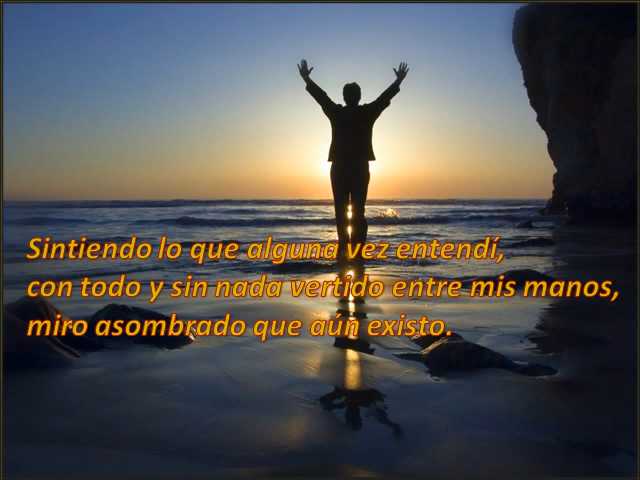 Sintiendo lo que alguna vez entendí,
con todo y sin nada vertido entre mis manos,
miro asombrado que aún existo.